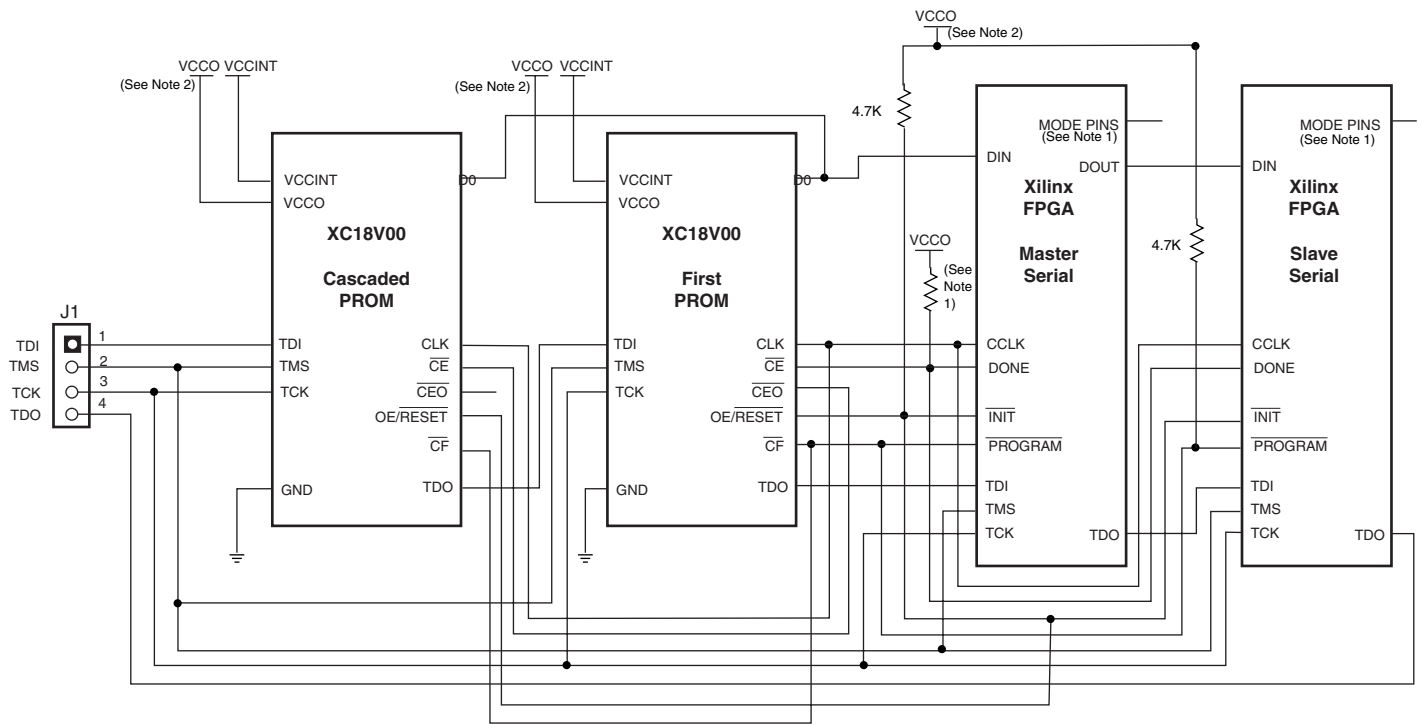 VCCO
(See Note 2)
VCCO VCCINT
(See Note 2)
VCCO VCCINT
(See Note 2)
4.7K
MODE PINS
(See Note 1)
MODE PINS
(See Note 1)
DIN
DOUT
DIN
VCCINT
D0
VCCO
VCCINT
D0
VCCO
XC18V00
Cascaded
PROM
XC18V00
First
PROM
Xilinx
FPGA
Master
Serial
Xilinx
FPGA
Slave
Serial
VCCO
(See
Note
1)
4.7K
J1
TDI
TMS
TCK
TDO
1
2
3
4
TDI
TMS
TCK
GND
CLK
CE
CEO
OE/RESET
CF
TDO
TDI
TMS
TCK
GND
CLK
CE
CEO
OE/RESET
CF
TDO
CCLK
DONE
INIT
PROGRAM
TDI
TMS
TCK
TDO
CCLK
DONE
INIT
PROGRAM
TDI
TMS
TCK
TDO